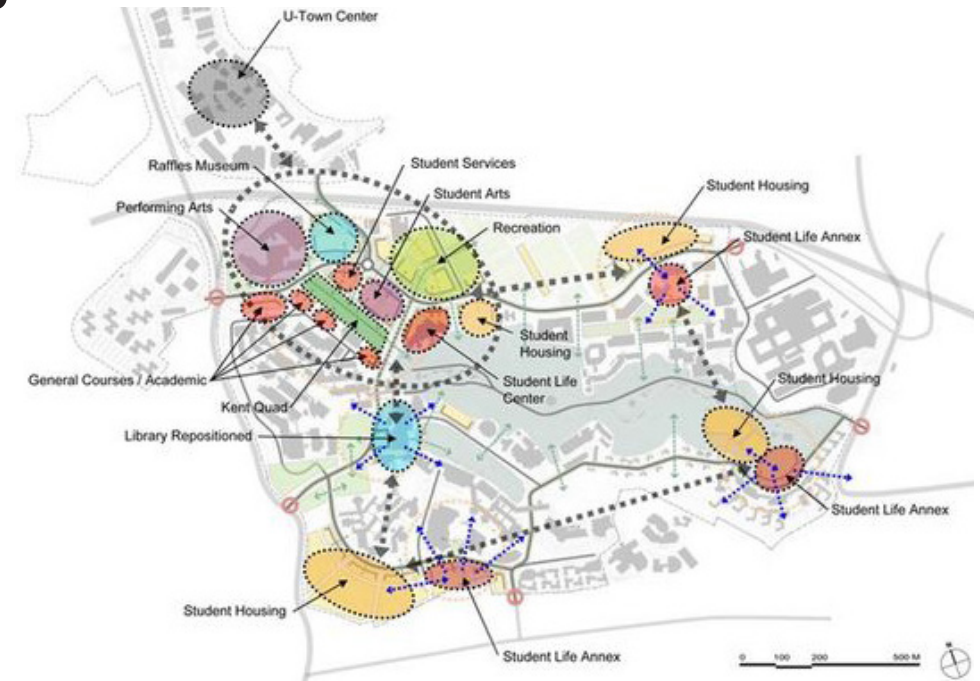 U-Town Center
Raffles Museum
Student Services
Student Arts
Performing Arts
Recreation
Student Housing
Student Life Annex
Student
Housing
General Courses / Academic
Student Life
Center
Student Housing
Kent Quad
Library Repositioned
Student Life Annex
Student Housing
Student Life Annex
0 100 200 500 M